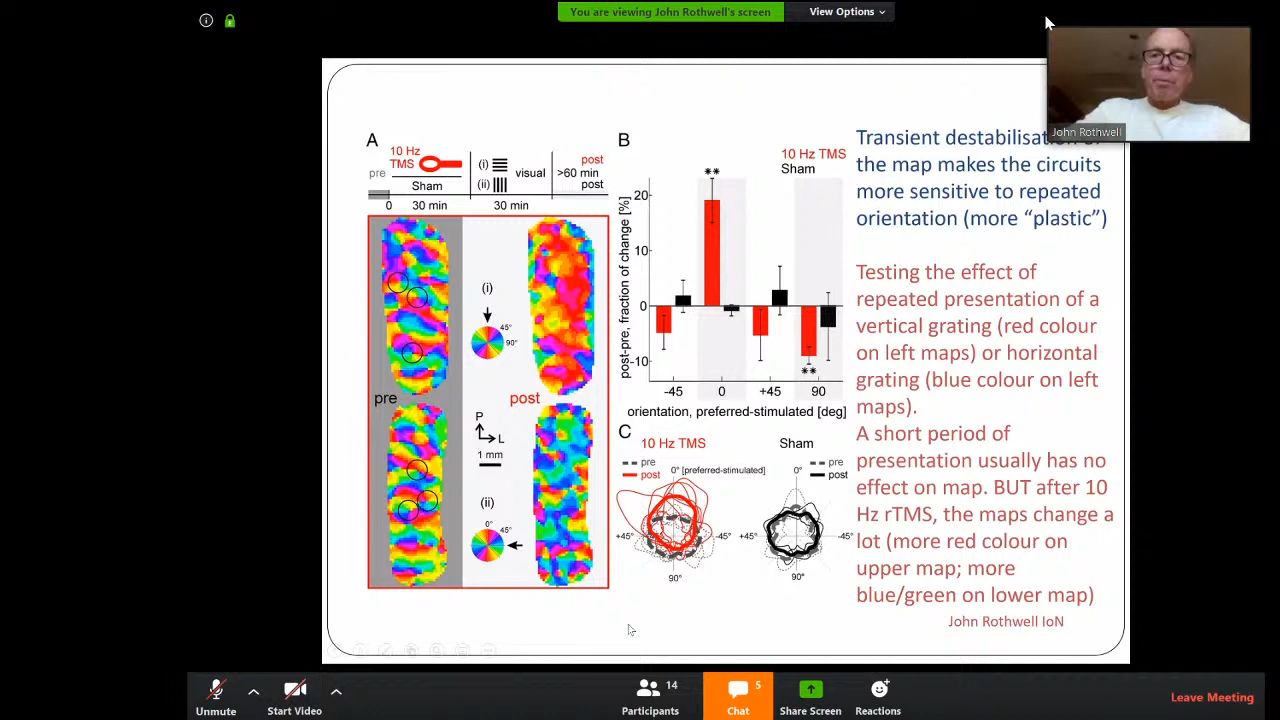 You are viewing John Rothwell's screen
View Options
John Rothwell
A
10 Hz
TMS
pre
Sham
(i)
(ii)
visual
post
>60 min
post
0
30 min
30 min
(i)
45°
90°
pre
post
P
L
1 mm
(ii)
0°
45°
B
10 Hz TMS
Sham
**
20
10
0
-10
**
post-pre, fraction of change [%]
-45
0
+45
90
orientation, preferred-stimulated [deg]
C
10 Hz TMS
Sham
pre
post
0° [preferred-stimulated]
+45°
-45°
90°
pre
post
0°
+45°
-45°
90°
Transient destabilisation of
the map makes the circuits
more sensitive to repeated
orientation (more “plastic”)
Testing the effect of
repeated presentation of a
vertical grating (red colour
on left maps) or horizontal
grating (blue colour on left
maps).
A short period of
presentation usually has no
effect on map. BUT after 10
Hz rTMS, the maps change a
lot (more red colour on
upper map; more
blue/green on lower map)
John Rothwell IoN
Unmute
Start Video
14
Participants
5
Chat
Share Screen
Reactions
Leave Meeting